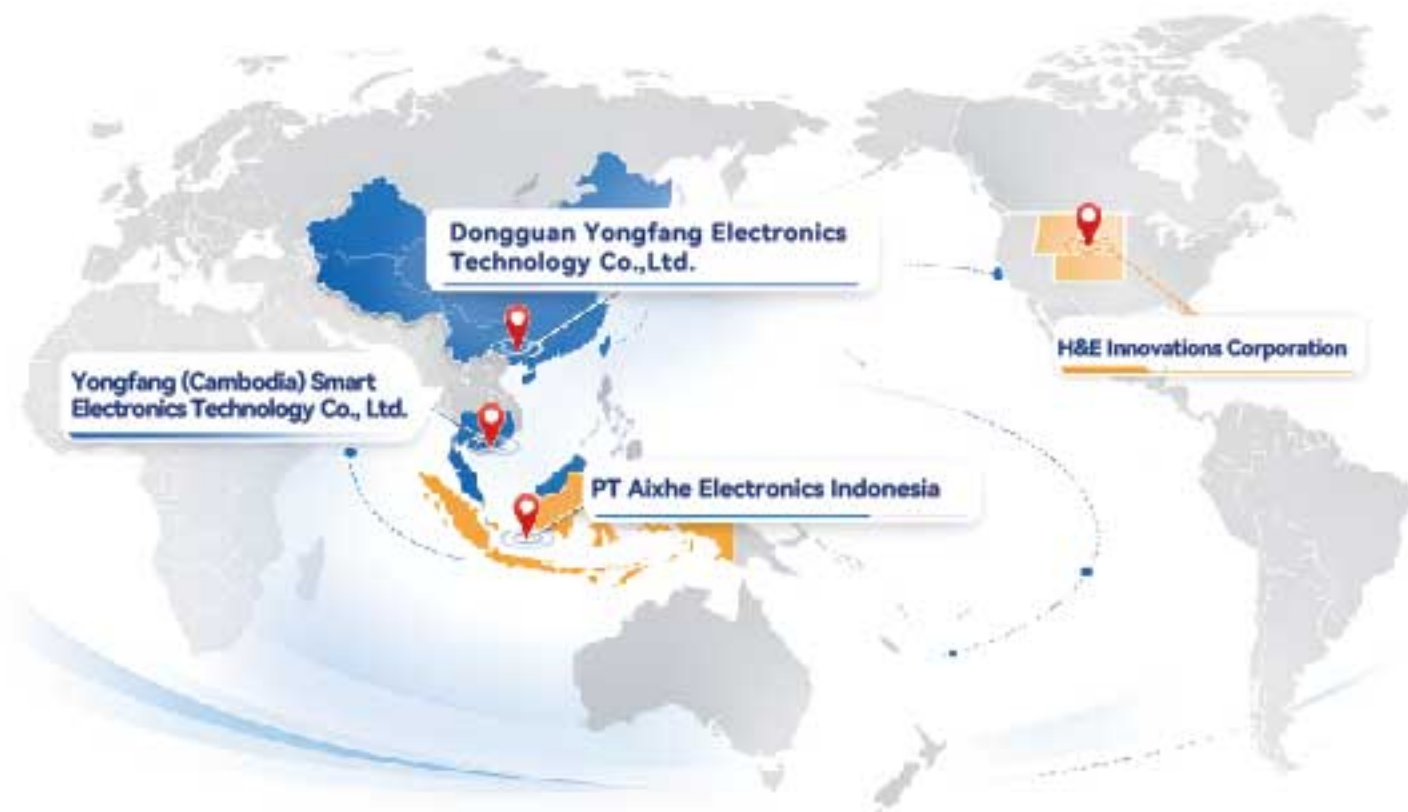 Dongguan Yongfang Electronics
Technology Co.,Ltd.
H&E Innovations Corporation
Yongfang (Cambodia) Smart
Electronics Technology Co., Ltd.
PT Aixhe Electronics Indonesia